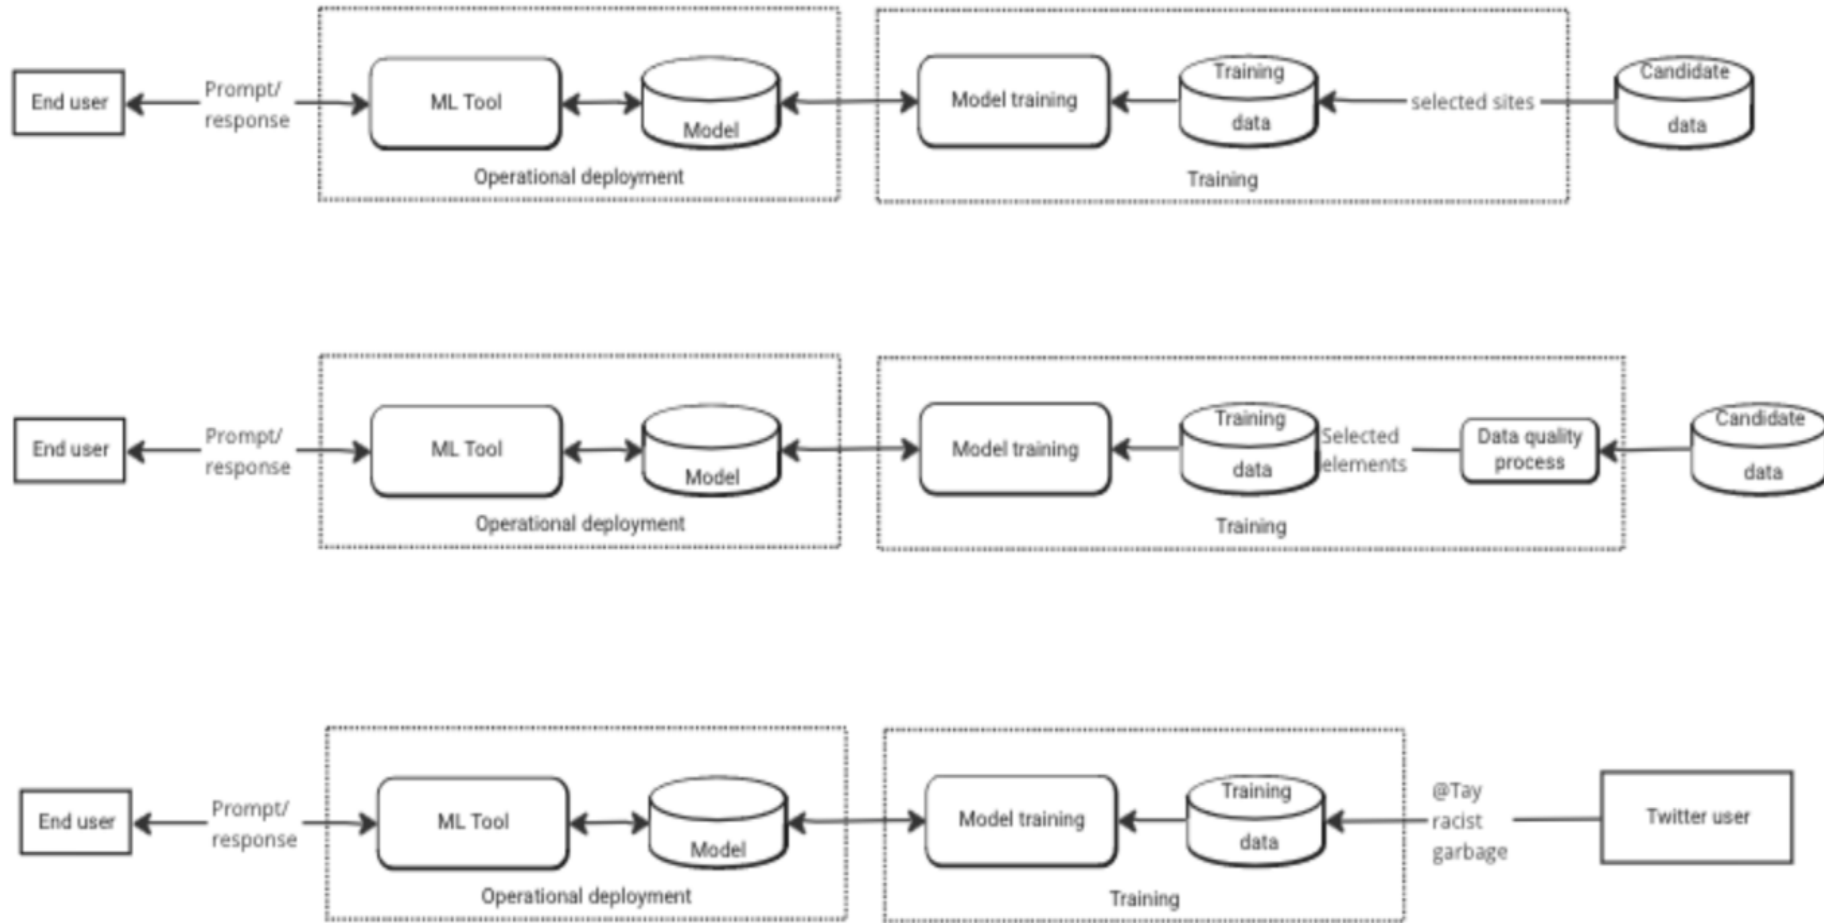 End user
Prompt/
response
ML Tool
Model
Operational deployment
Model training
Training
data
Training
selected sites
Candidate
data
End user
Prompt/
response
ML Tool
Model
Operational deployment
Model training
Training
data
Selected
elements
Data quality
process
Training
Candidate
data
End user
Prompt/
response
ML Tool
Model
Operational deployment
Model training
Training
data
Training
@Tay
racist
garbage
Twitter user